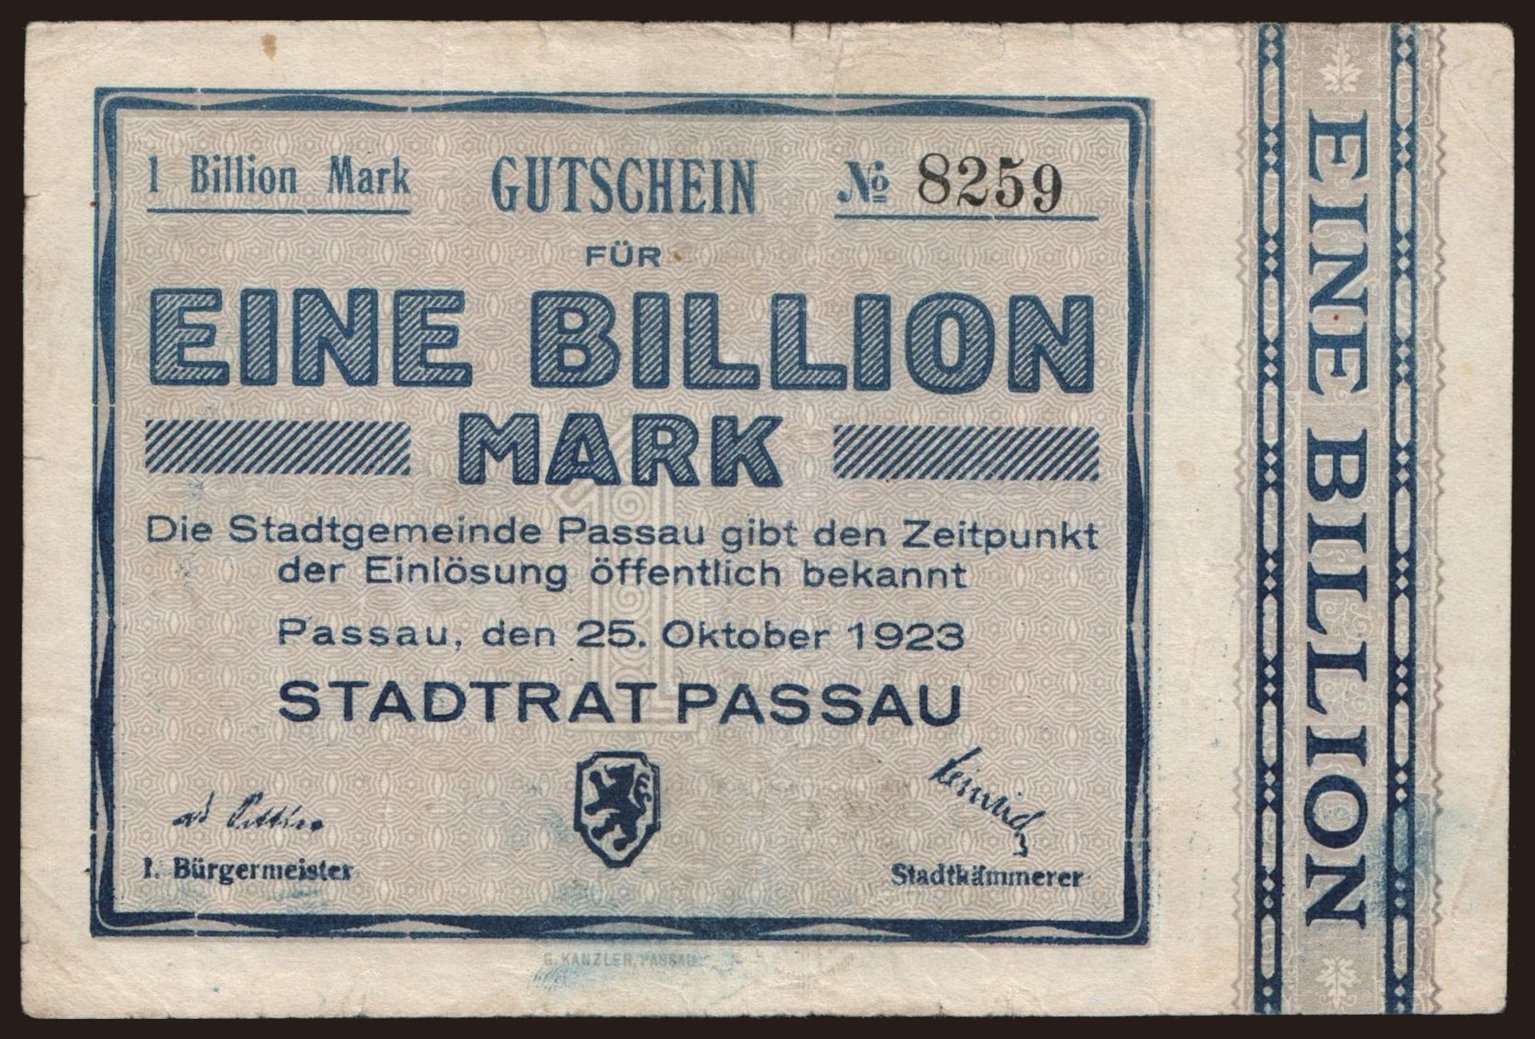 1 Billion Mark GUTSCHEIN № 8259
FÜR
EINE BILLION
MARK
Die Stadtgemeinde Passau gibt den Zeitpunkt
der Einlösung öffentlich bekannt
Passau, den 25. Oktober 1923
STADTRAT PASSAU
I. Bürgermeister
Stadtkämmerer
G. KANZLER, PASSAU
EINE BILLION